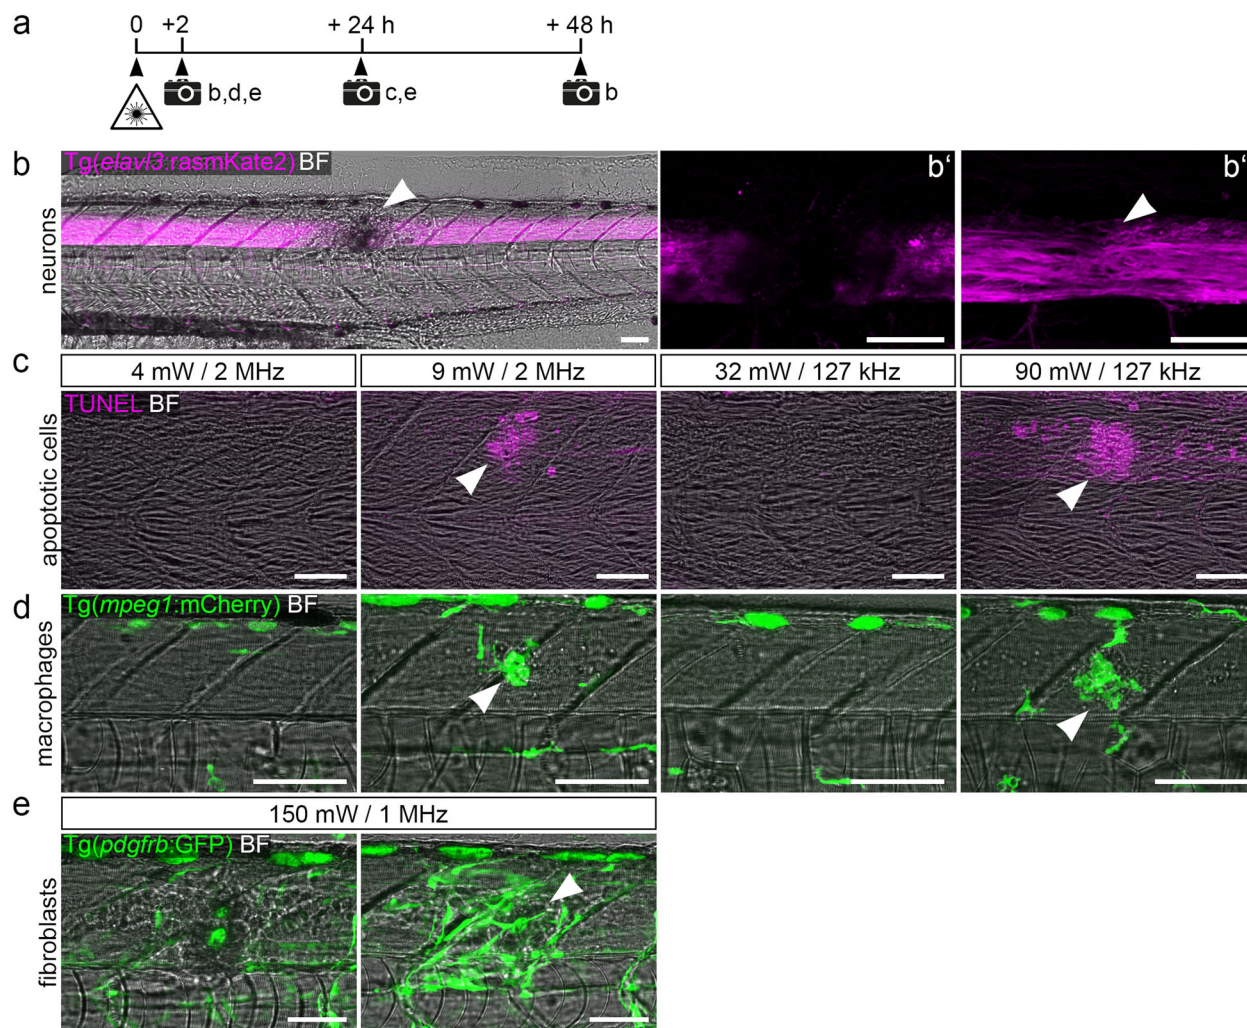 a
0 +2 + 24 h + 48 h
b,d,e c,e b
b
neurons
Tg(elavl3:rasmKate2) BF
b‘
b‘
c
4 mW / 2 MHz
9 mW / 2 MHz
32 mW / 127 kHz
90 mW / 127 kHz
apoptotic cells
TUNEL BF
d
macrophages
Tg(mpeg1:mCherry) BF
e
150 mW / 1 MHz
fibroblasts
Tg(pdgfrb:GFP) BF